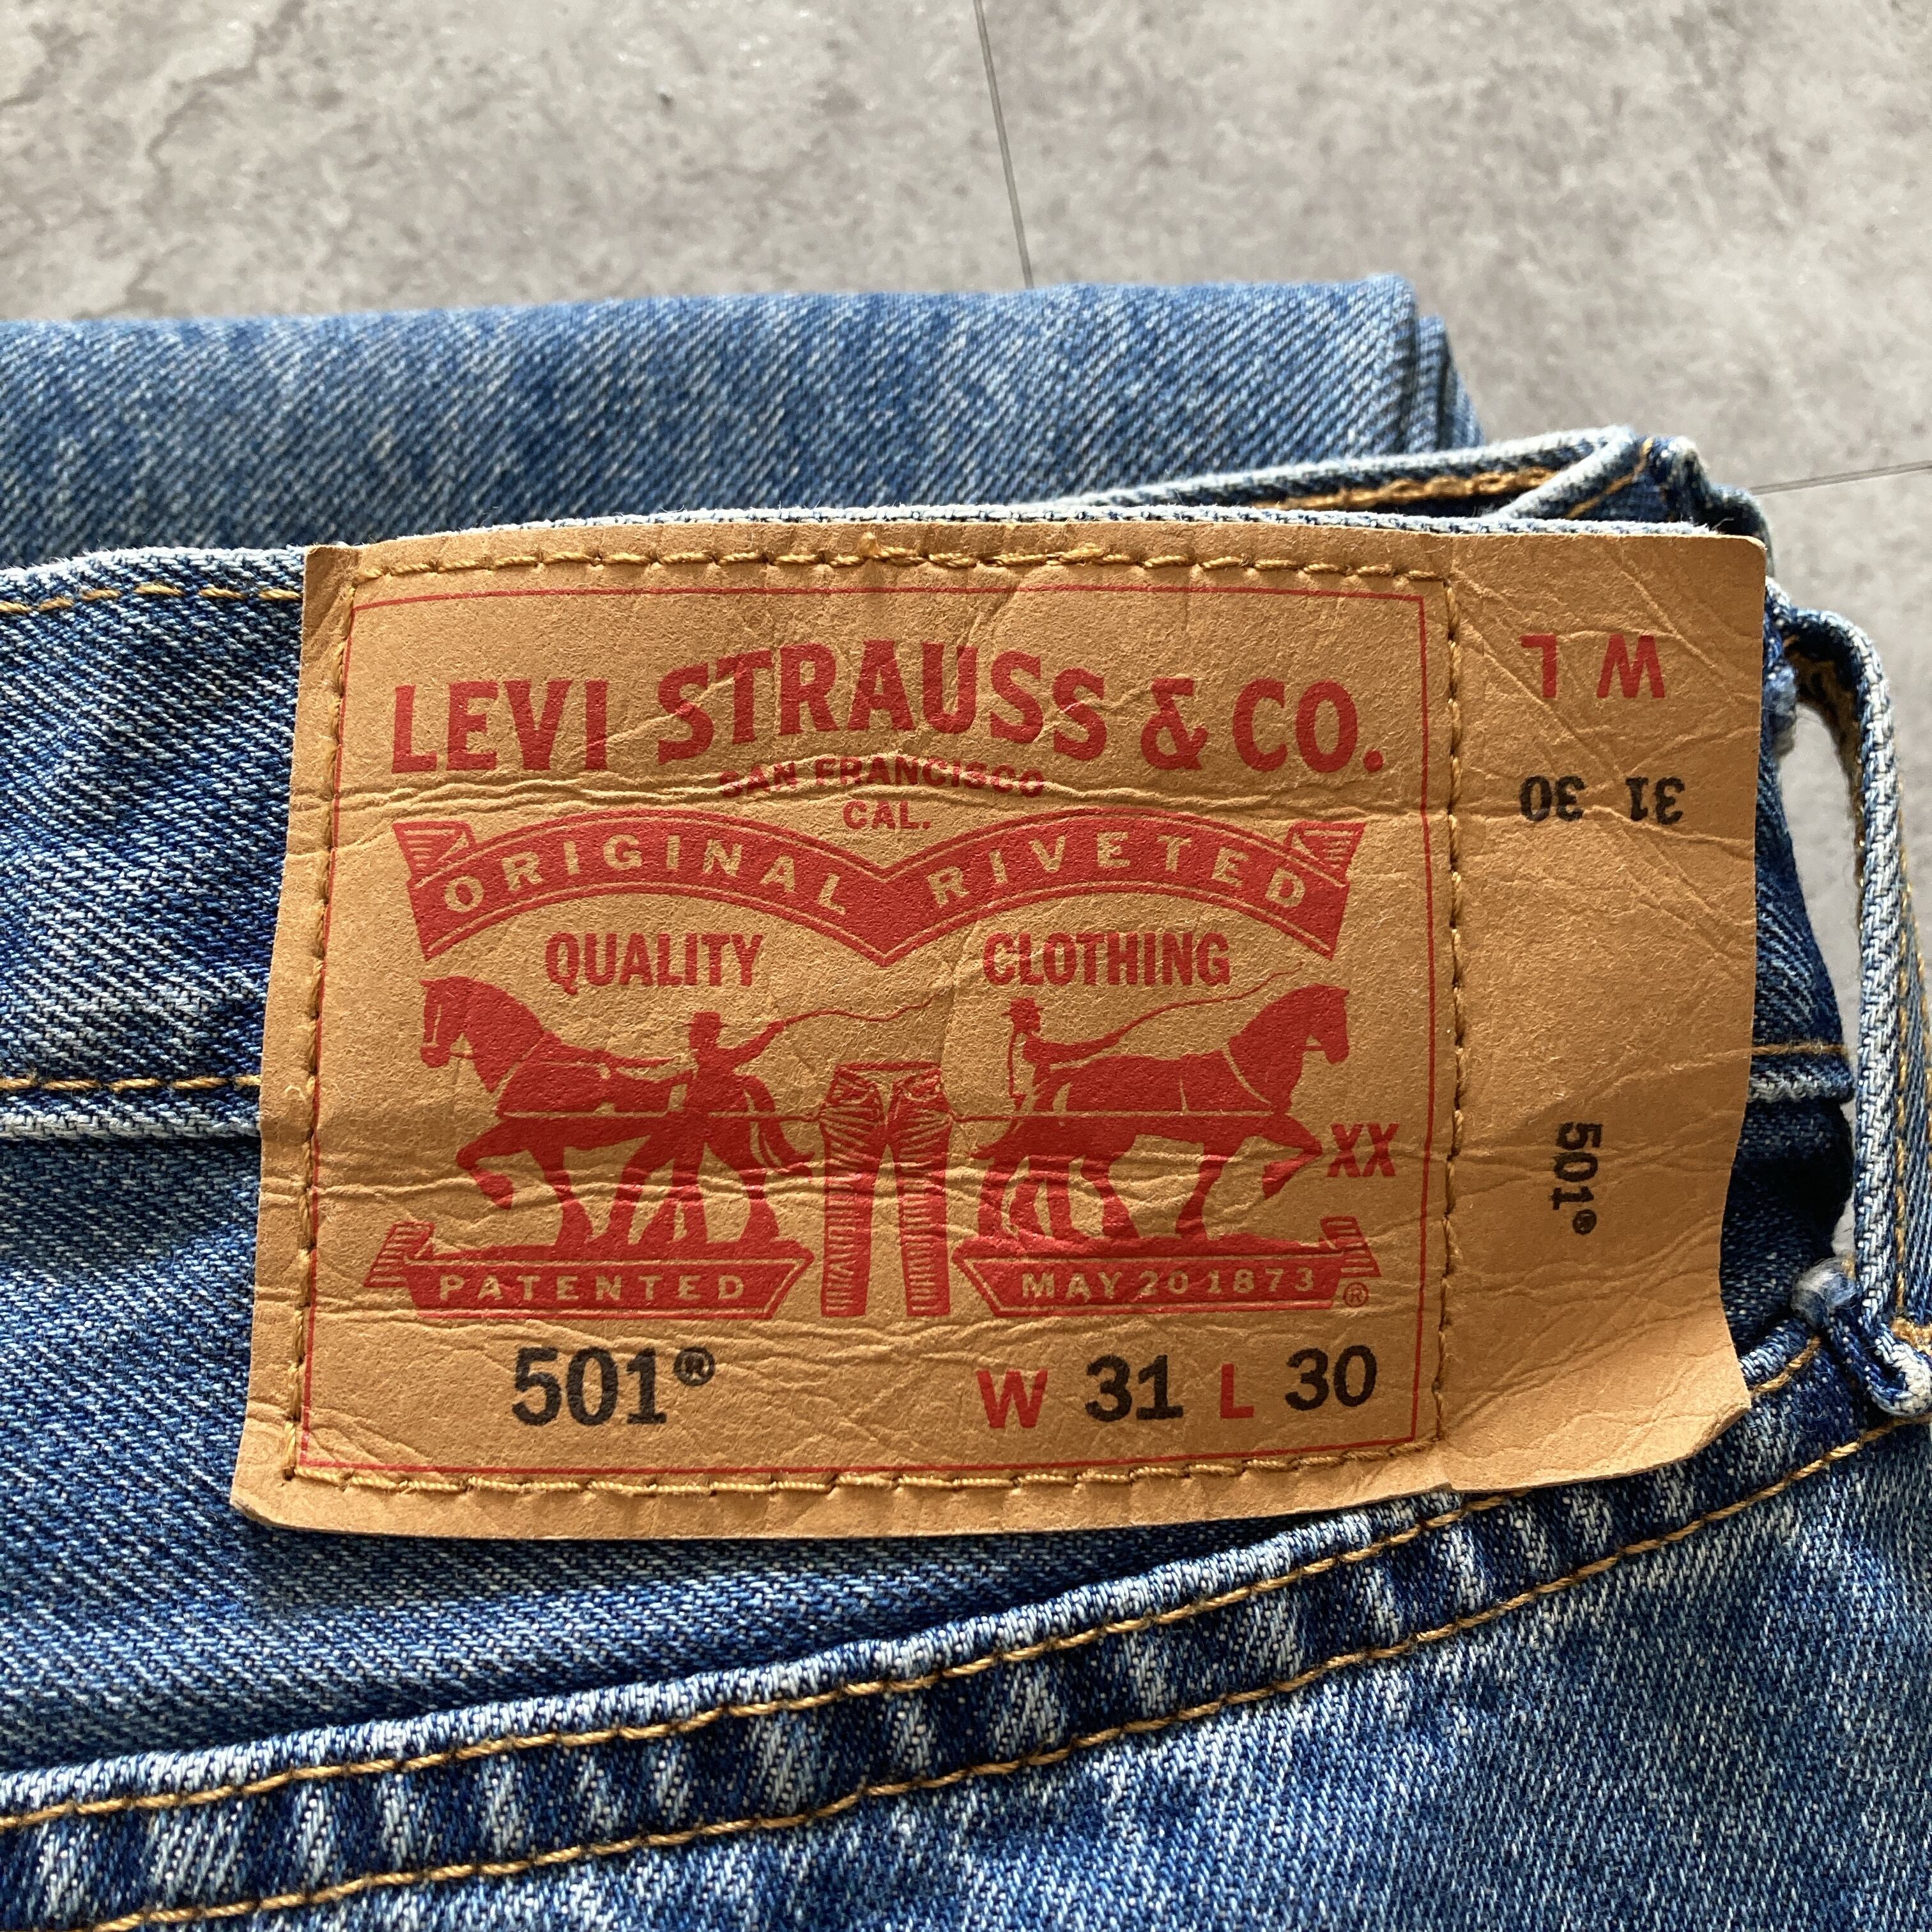 LEVI STRAUSS & CO.
SAN FRANCISCO
CAL.
ORIGINAL RIVETED
QUALITY CLOTHING
XX
PATENTED MAY 20 1873 ®
501® W 31 L 30
W L
31 30
501®